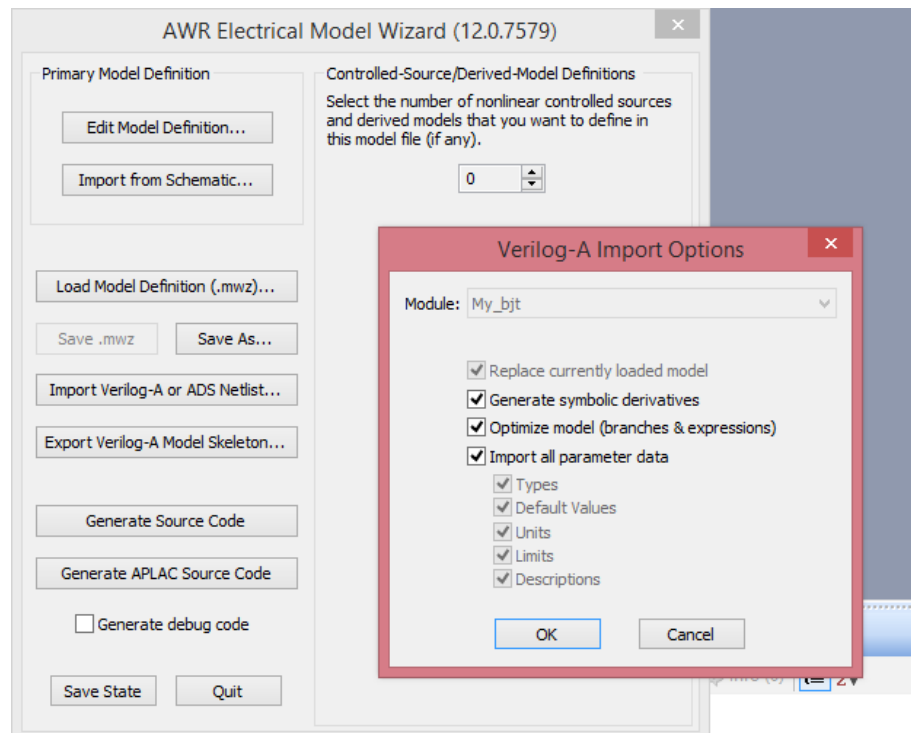 AWR Electrical Model Wizard (12.0.7579)
Primary Model Definition
Edit Model Definition...
Import from Schematic...
Controlled-Source/Derived-Model Definitions
Select the number of nonlinear controlled sources
and derived models that you want to define in
this model file (if any).
0
Load Model Definition (.mwz)...
Save .mwz
Save As...
Import Verilog-A or ADS Netlist...
Export Verilog-A Model Skeleton...
Generate Source Code
Generate APLAC Source Code
Generate debug code
Save State
Quit
Verilog-A Import Options
Module: My_bjt
Replace currently loaded model
Generate symbolic derivatives
Optimize model (branches & expressions)
Import all parameter data
Types
Default Values
Units
Limits
Descriptions
OK
Cancel